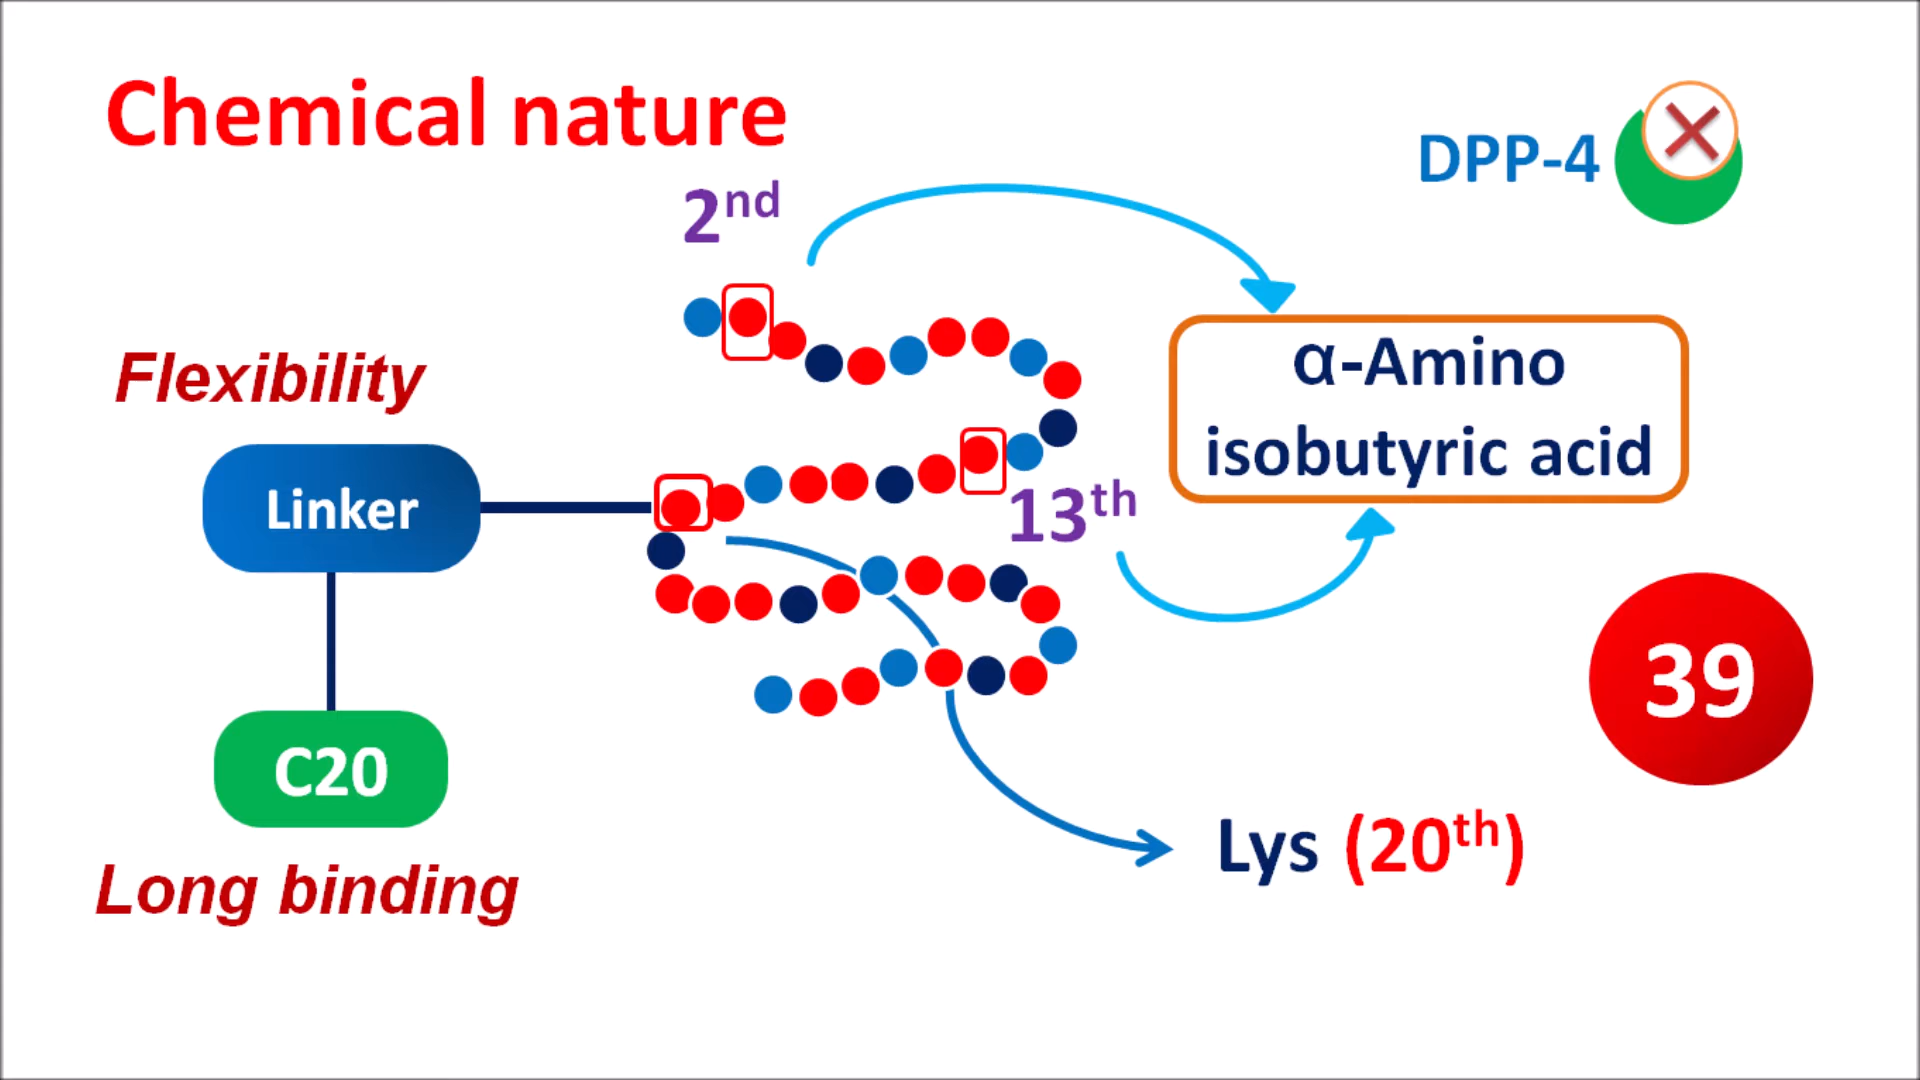 Chemical nature
DPP-4
2nd
Flexibility
α-Amino
isobutyric acid
Linker
13th
39
C20
Lys (20th)
Long binding